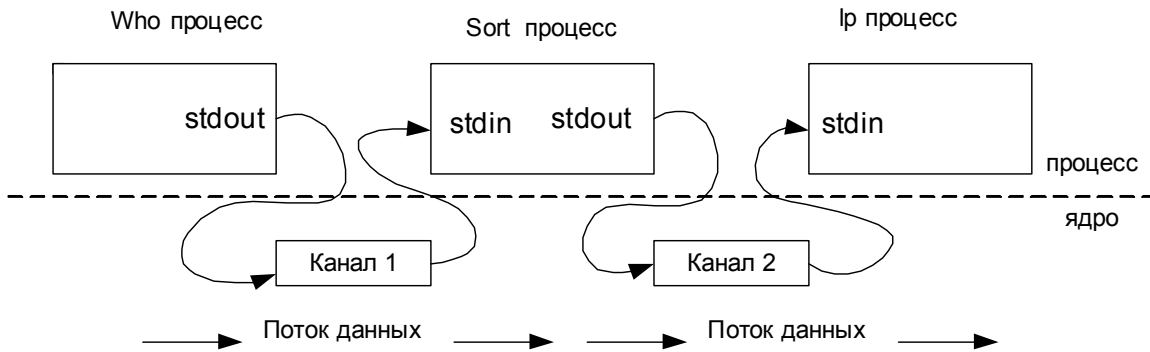 Who процесс
Sort процесс
lp процесс
stdout
stdin
stdout
stdin
процесс
ядро
Канал 1
Канал 2
Поток данных
Поток данных